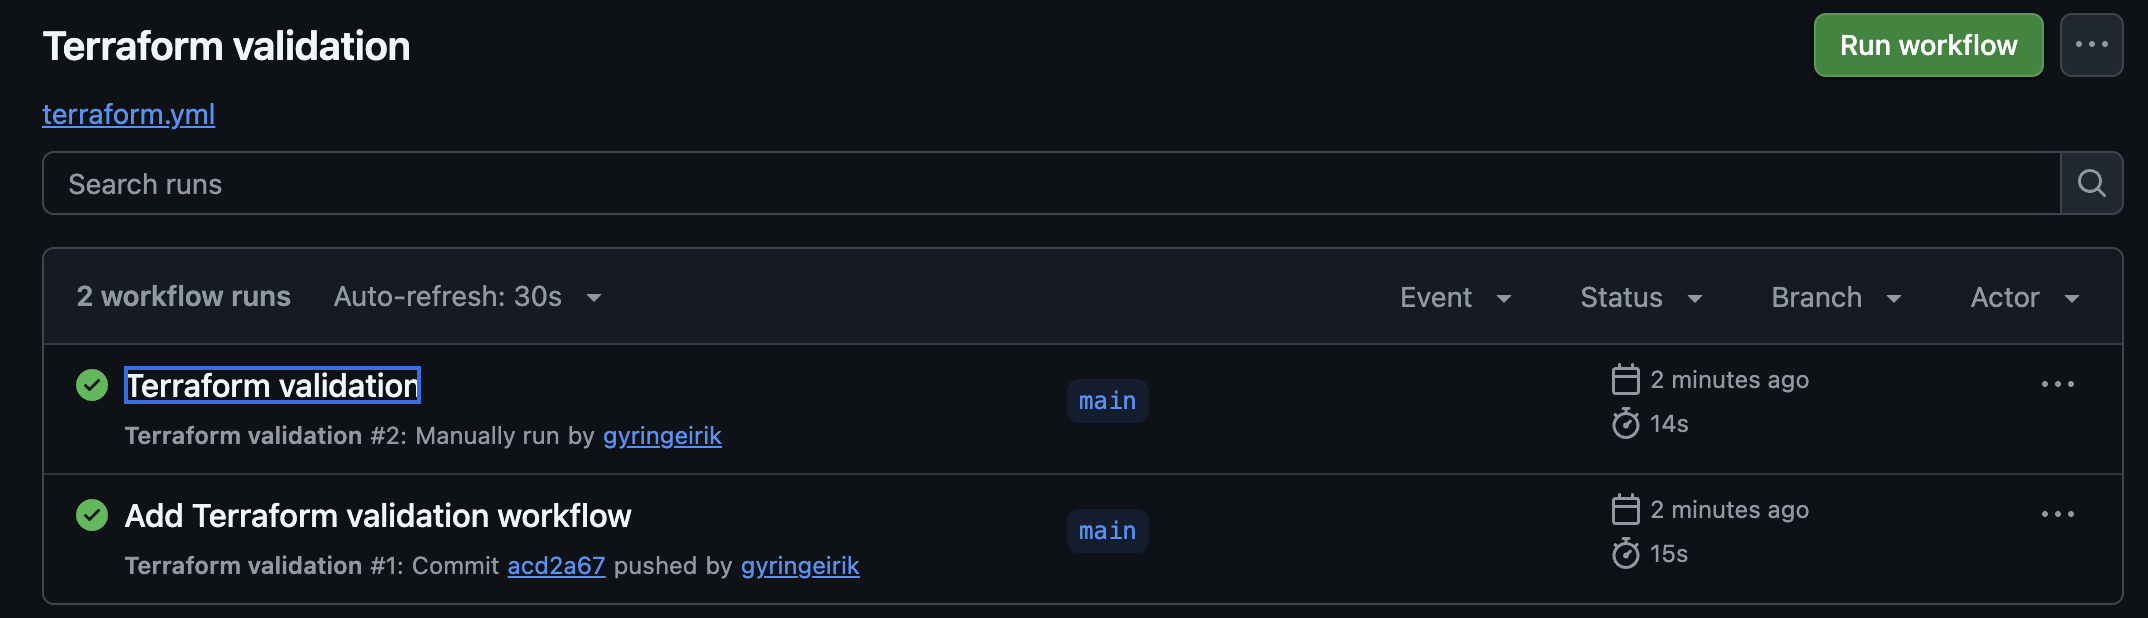 Terraform validation
Run workflow
terraform.yml
Search runs
2 workflow runs Auto-refresh: 30s Event Status Branch Actor
Terraform validation
Terraform validation #2: Manually run by gyringeirik
main
2 minutes ago
14s
Add Terraform validation workflow
Terraform validation #1: Commit acd2a67 pushed by gyringeirik
main
2 minutes ago
15s